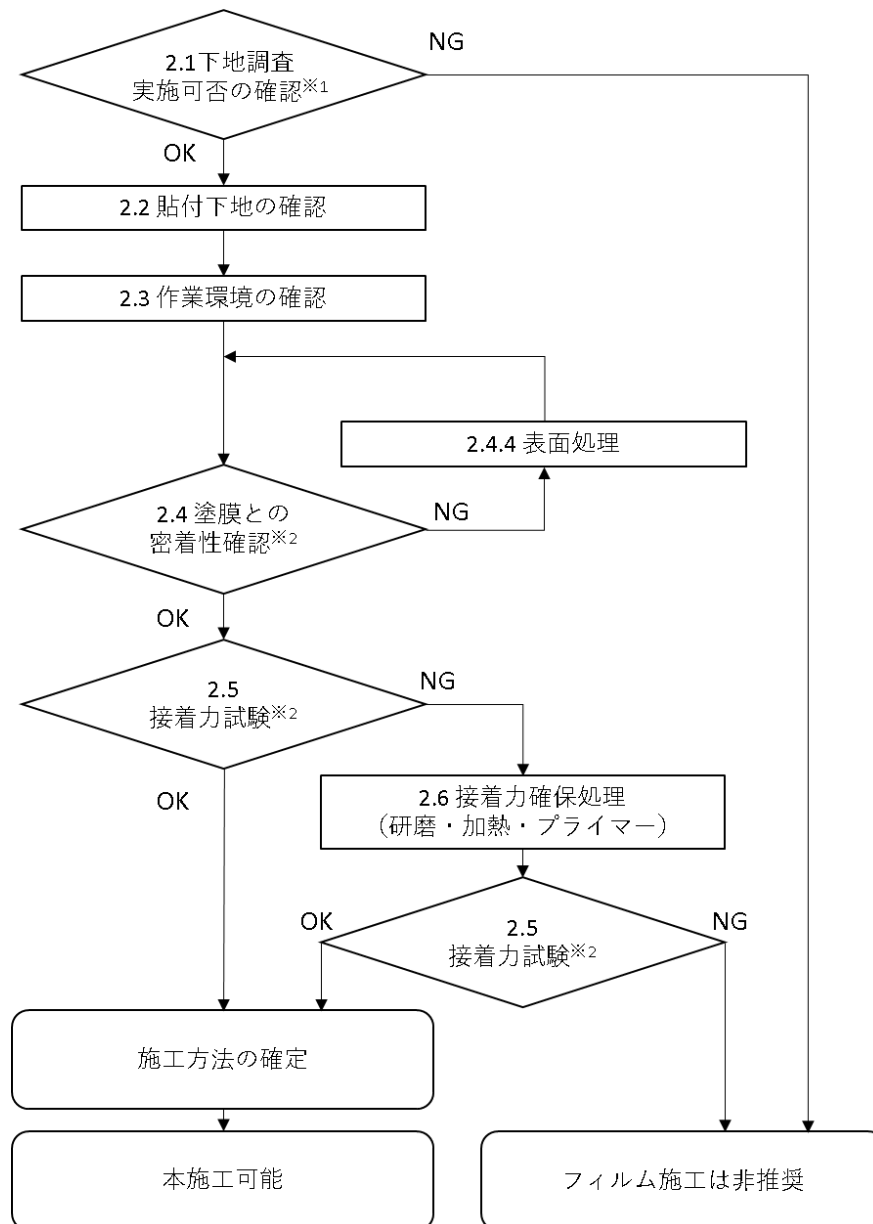 NG
2.1下地調査
実施可否の確認※1
OK
2.2 貼付下地の確認
2.3 作業環境の確認
2.4.4 表面処理
2.4 塗膜との
密着性確認※2
NG
OK
2.5
接着力試験※2
NG
OK
2.6 接着力確保処理
（研磨・加熱・プライマー）
OK
2.5
接着力試験※2
NG
施工方法の確定
本施工可能
フィルム施工は非推奨